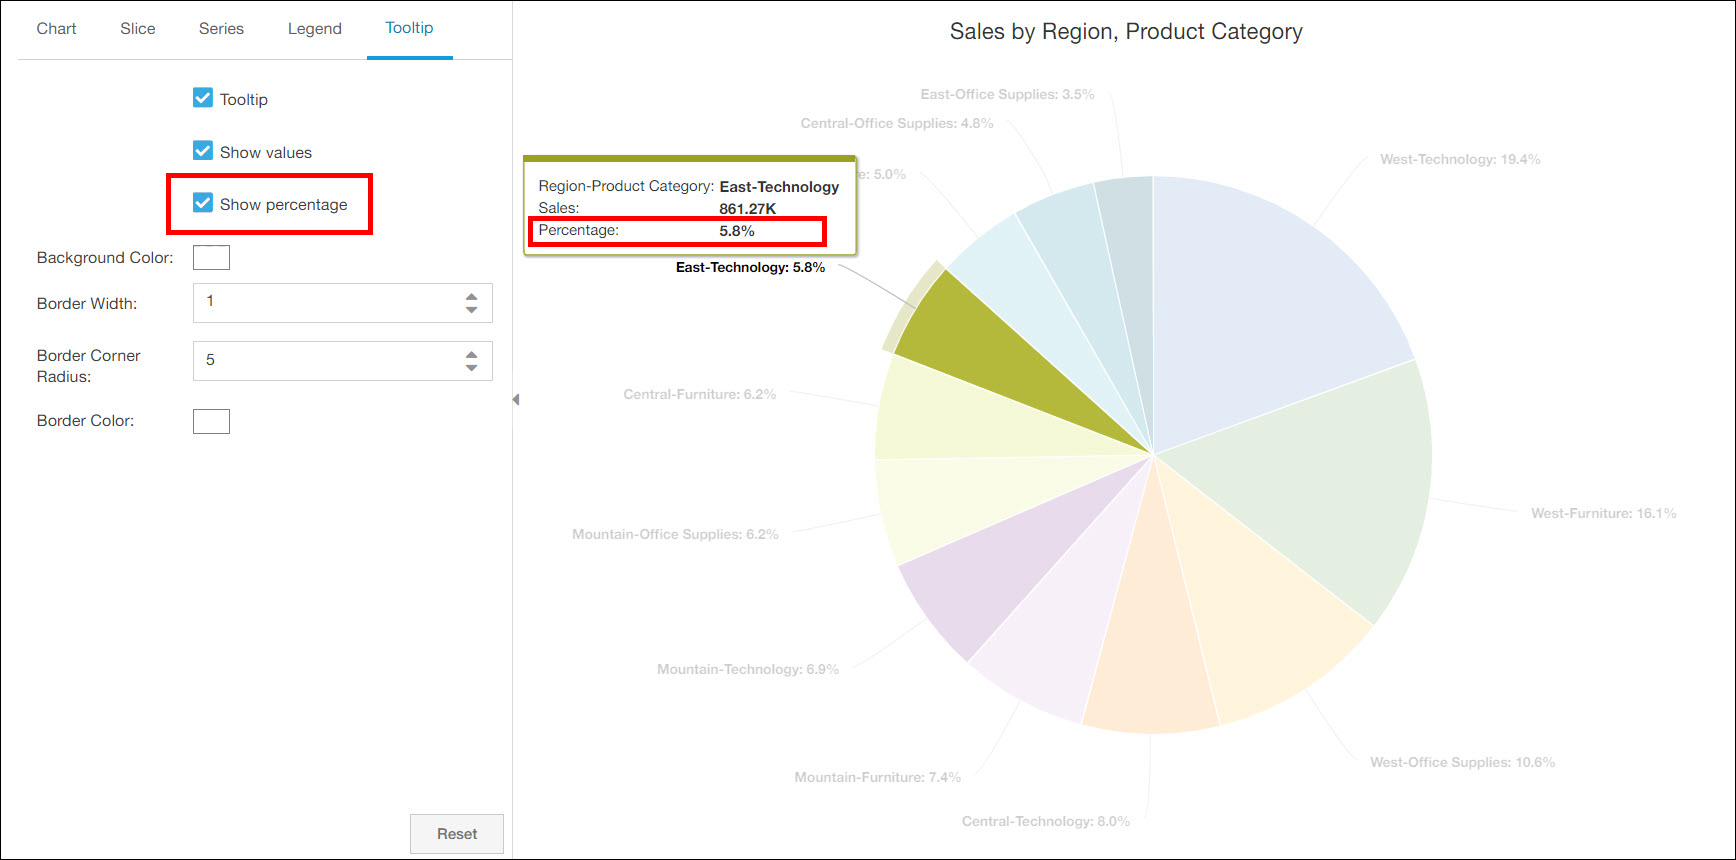 Chart Slice Series Legend Tooltip
Tooltip
Show values
Show percentage
Background Color:
Border Width: 1
Border Corner
Radius: 5
Border Color:
Reset
Sales by Region, Product Category
East-Office Supplies: 3.5%
Central-Office Supplies: 4.8%
5.0%
Region-Product Category: East-Technology
Sales: 861.27K
Percentage: 5.8%
East-Technology: 5.8%
Central-Furniture: 6.2%
Mountain-Office Supplies: 6.2%
Mountain-Technology: 6.9%
Mountain-Furniture: 7.4%
Central-Technology: 8.0%
West-Office Supplies: 10.6%
West-Furniture: 16.1%
West-Technology: 19.4%